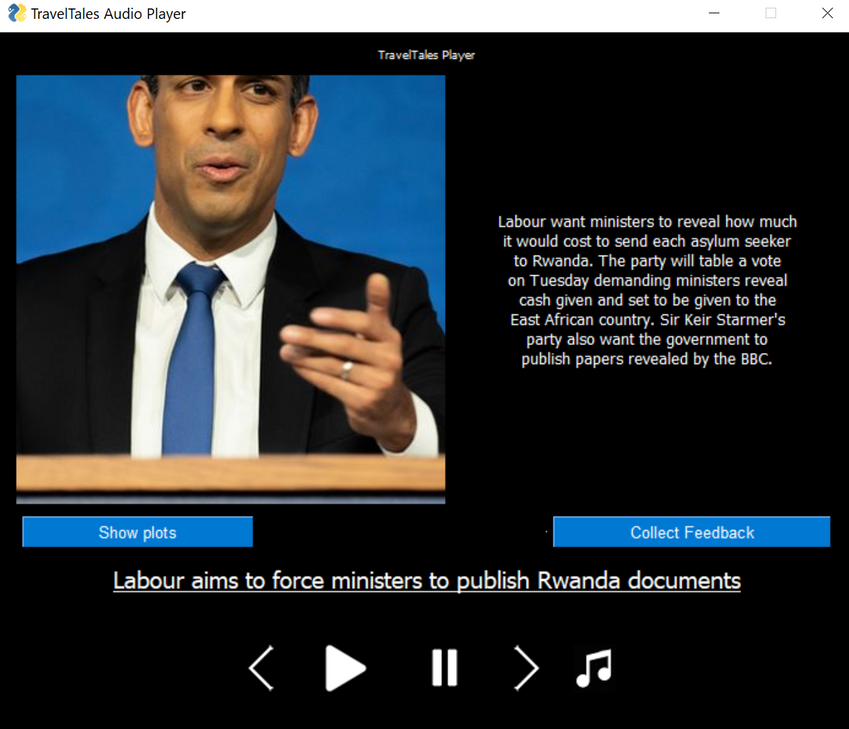 TravelTales Audio Player
TravelTales Player
Labour want ministers to reveal how much
it would cost to send each asylum seeker
to Rwanda. The party will table a vote
on Tuesday demanding ministers reveal
cash given and set to be given to the
East African country. Sir Keir Starmer's
party also want the government to
publish papers revealed by the BBC.
Show plots
Collect Feedback
Labour aims to force ministers to publish Rwanda documents